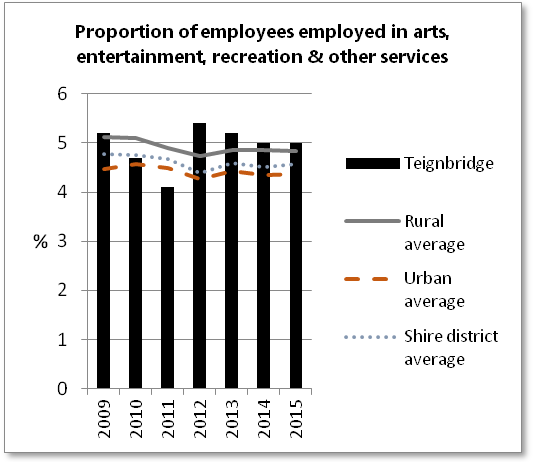 Proportion of employees employed in arts,
entertainment, recreation & other services
6
5
4
3
2
1
0
%
2009
2010
2011
2012
2013
2014
2015
Teignbridge
Rural
average
Urban
average
Shire district
average